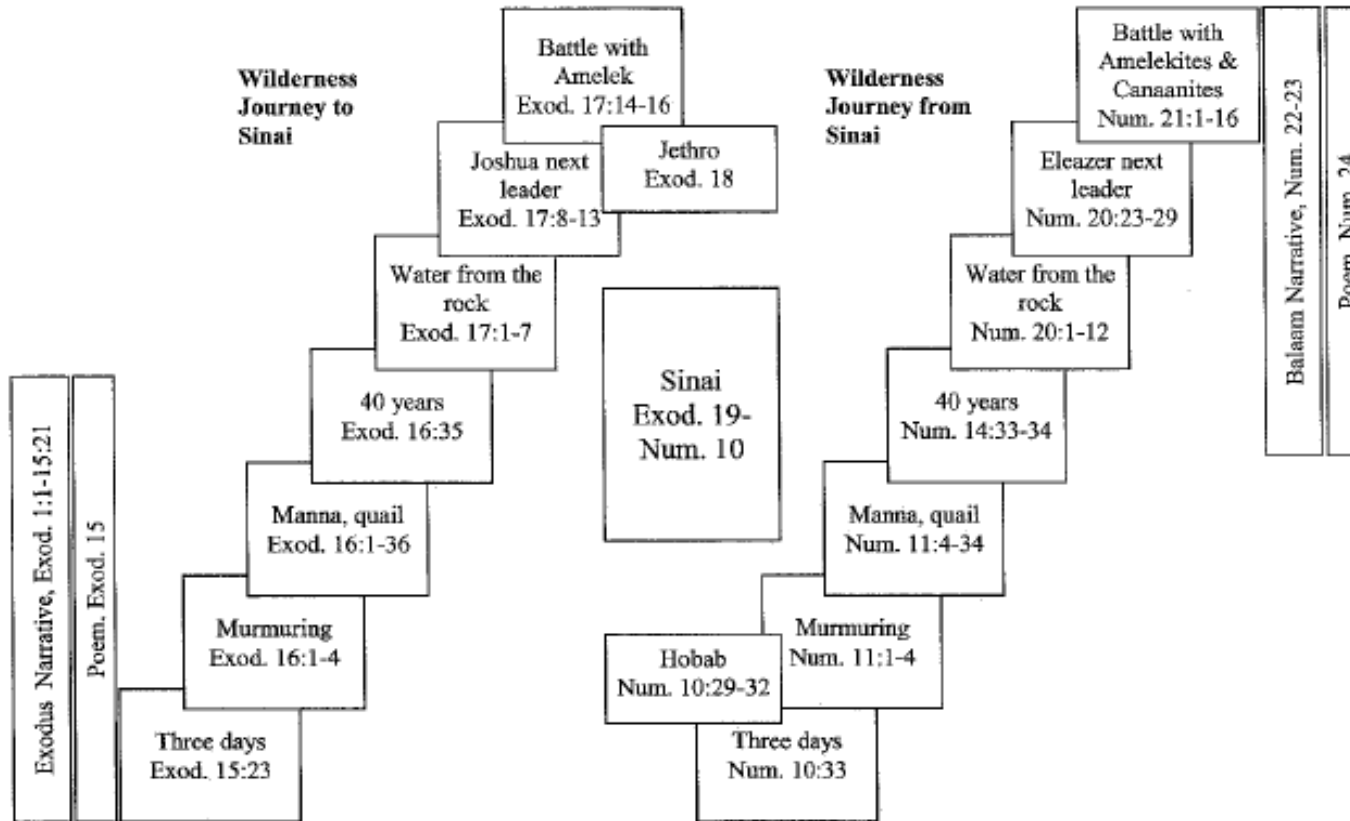 Wilderness
Journey to
Sinai
Battle with
Amelek
Exod. 17:14-16
Jethro
Exod. 18
Joshua next
leader
Exod. 17:8-13
Water from the
rock
Exod. 17:1-7
40 years
Exod. 16:35
Manna, quail
Exod. 16:1-36
Murmuring
Exod. 16:1-4
Three days
Exod. 15:23
Exodus Narrative, Exod. 1:1-15:21
Poem. Exod. 15
Sinai
Exod. 19-
Num. 10
Wilderness
Journey from
Sinai
Battle with
Amelekites &
Canaanites
Num. 21:1-16
Eleazer next
leader
Num. 20:23-29
Water from the
rock
Num. 20:1-12
40 years
Num. 14:33-34
Manna, quail
Num. 11:4-34
Murmuring
Num. 11:1-4
Hobab
Num. 10:29-32
Three days
Num. 10:33
Balaam Narrative, Num. 22-23
Poem, Num. 24